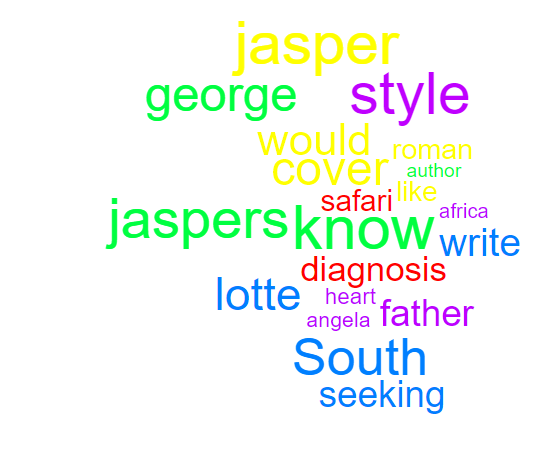 jasper
george style
would roman
cover author
safari like
jaspers know africa
write
diagnosis
lotte heart father
angela
South
seeking